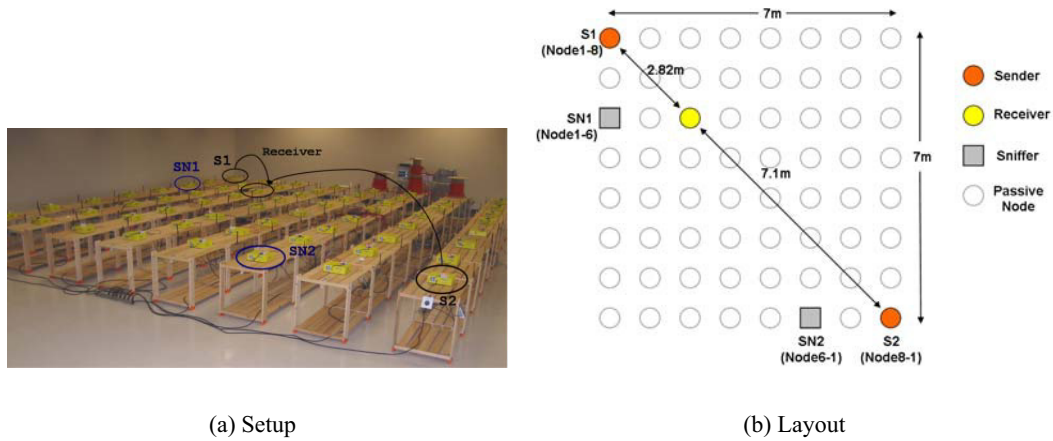 SN1
S1
Receiver
SN2
S2
(a) Setup
7m
S1
(Node1-8)
2.82m
SN1
(Node1-6)
7.1m
7m
SN2
(Node6-1)
S2
(Node8-1)
Sender
Receiver
Sniffer
Passive
Node
(b) Layout